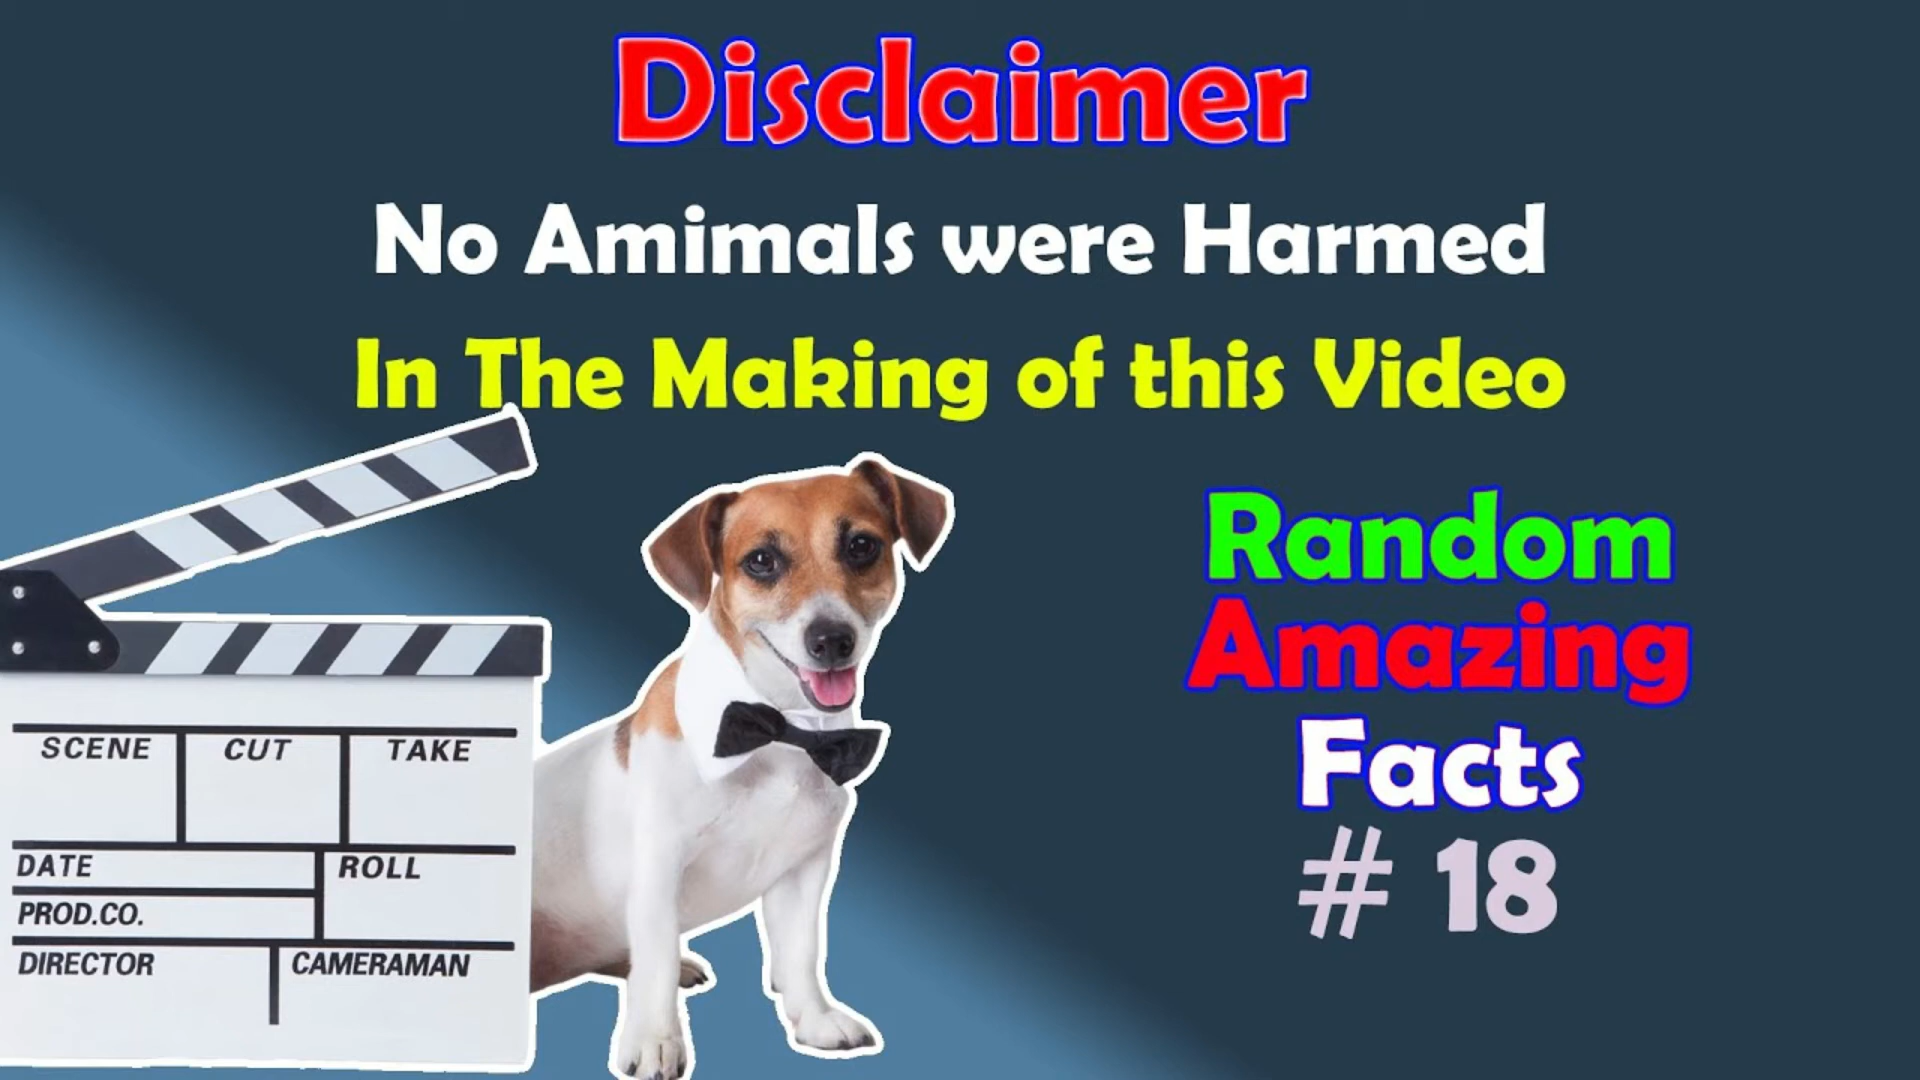 Disclaimer
No Amimals were Harmed
In The Making of this Video
Random
Amazing
Facts
# 18
SCENE CUT TAKE
DATE ROLL
PROD.CO.
DIRECTOR CAMERAMAN